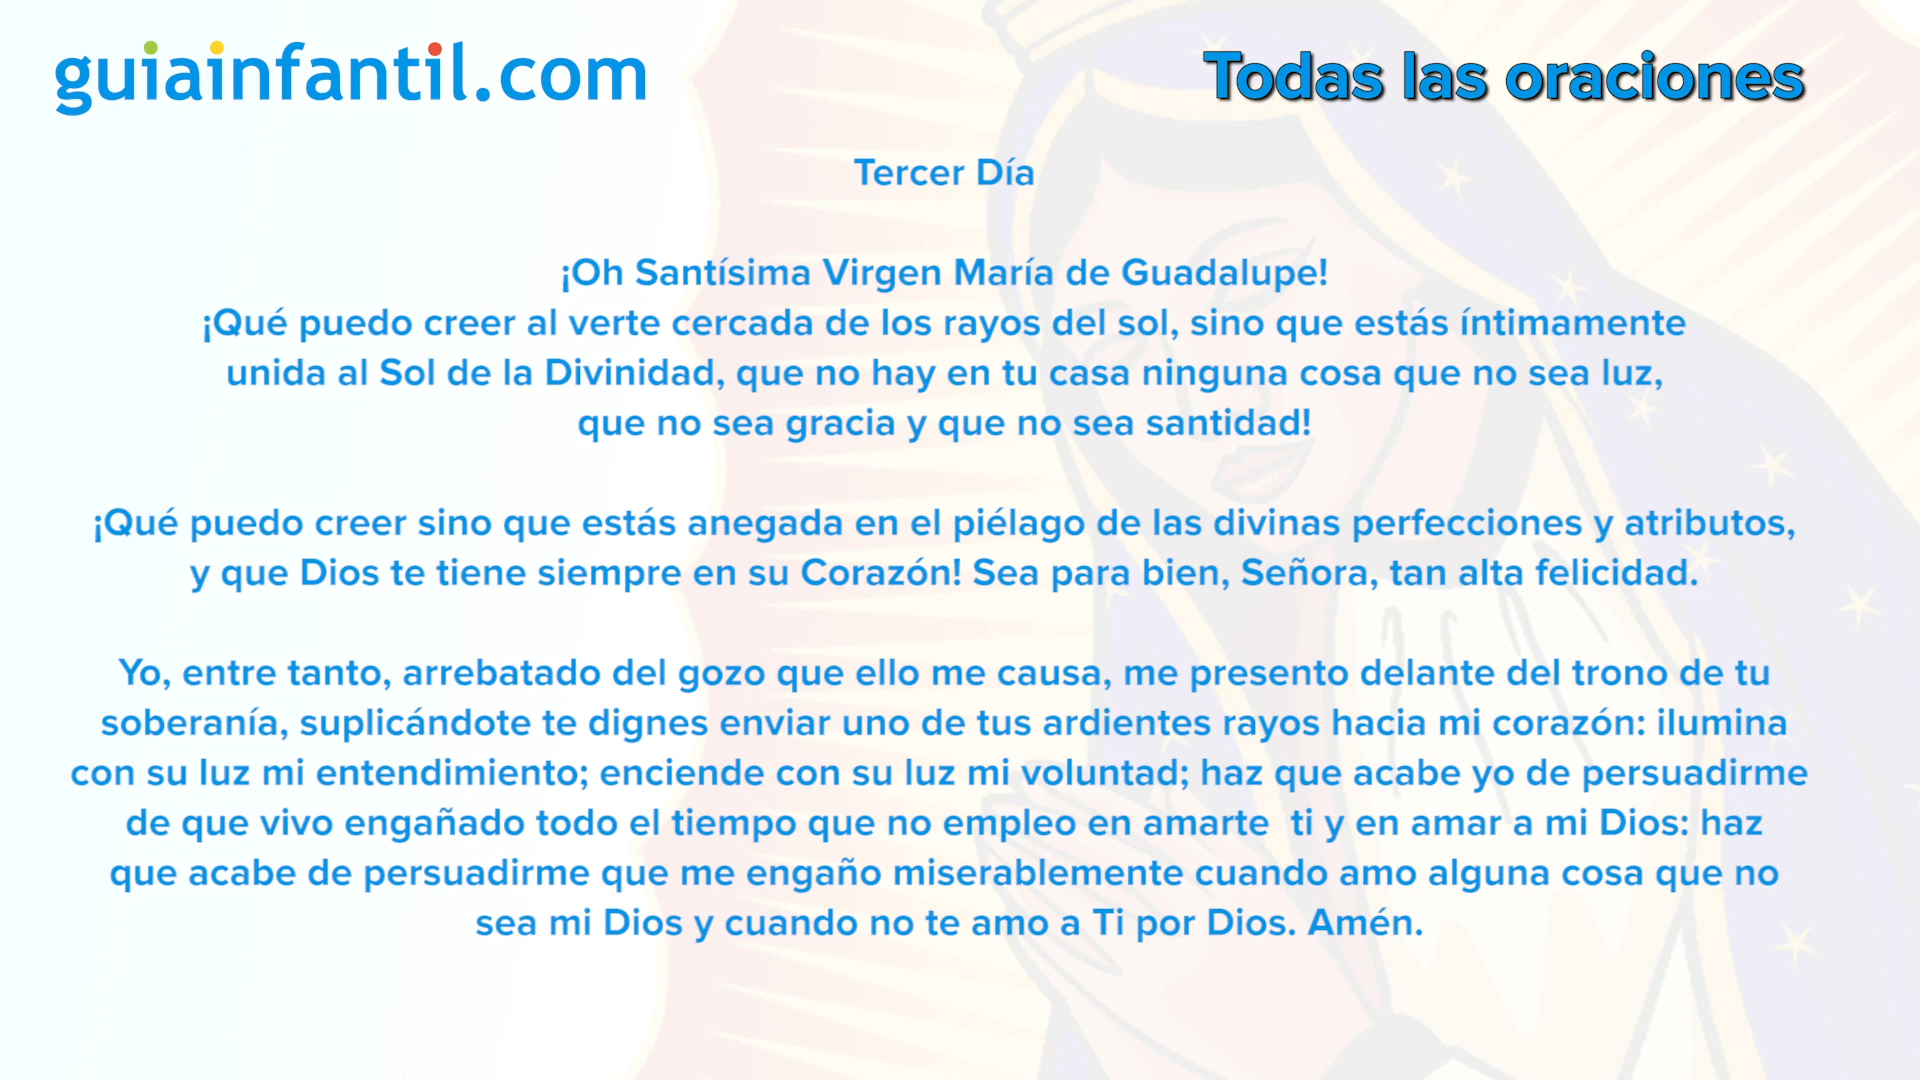 guiainfantil.com
Todas las oraciones
Tercer Día
¡Oh Santísima Virgen María de Guadalupe!
¡Qué puedo creer al verte cercada de los rayos del sol, sino que estás íntimamente
unida al Sol de la Divinidad, que no hay en tu casa ninguna cosa que no sea luz,
que no sea gracia y que no sea santidad!
¡Qué puedo creer sino que estás anegada en el piélago de las divinas perfecciones y atributos,
y que Dios te tiene siempre en su Corazón! Sea para bien, Señora, tan alta felicidad.
Yo, entre tanto, arrebatado del gozo que ello me causa, me presento delante del trono de tu
soberanía, suplicándote te dignes enviar uno de tus ardientes rayos hacia mi corazón: ilumina
con su luz mi entendimiento; enciende con su luz mi voluntad; haz que acabe yo de persuadirme
de que vivo engañado todo el tiempo que no empleo en amarte  ti y en amar a mi Dios: haz
que acabe de persuadirme que me engaño miserablemente cuando amo alguna cosa que no
sea mi Dios y cuando no te amo a Ti por Dios. Amén.